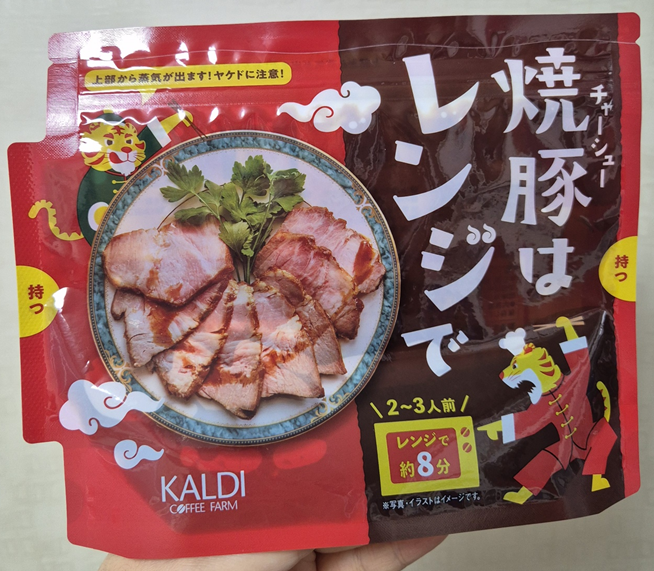 上部から蒸気が出ます!ヤケドに注意!
焼豚は
チャーシュー
レンジで
持つ
持つ
\2~3人前/
レンジで
約8分
※写真・イラストはイメージです。
KALDI
COFFEE FARM